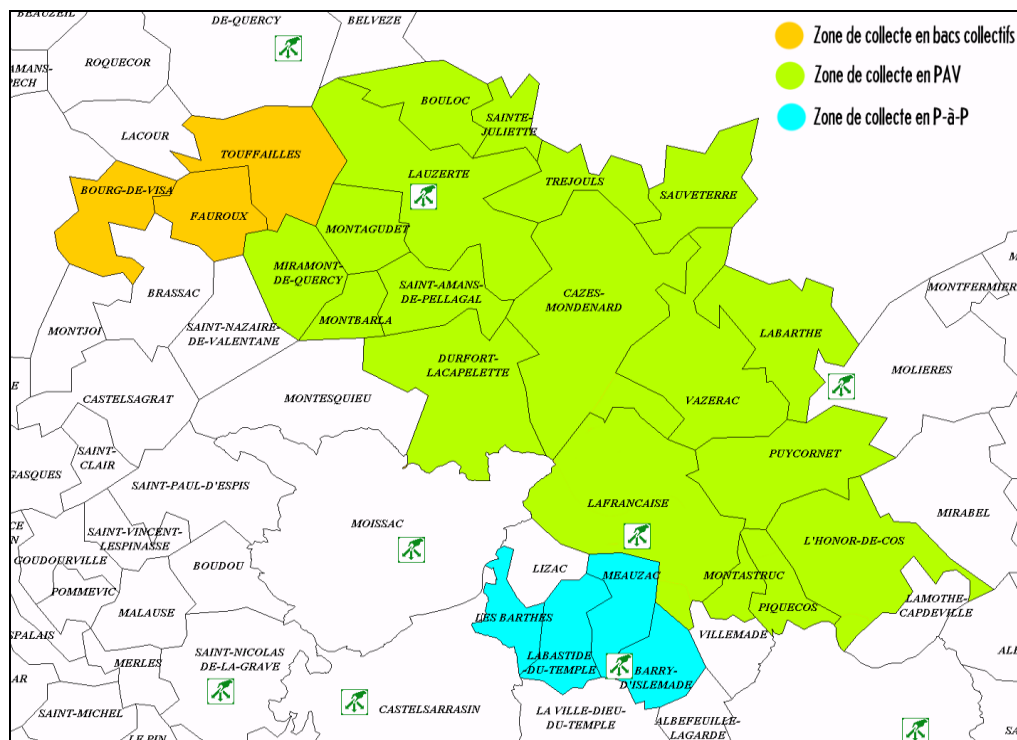 BEAUZEIL
DE-QUERCY
BELVEZE
Zone de collecte en bacs collectifs
Zone de collecte en PAV
Zone de collecte en P-à-P
AMANS-
PECH
ROQUECOR
BOULOC
SAINTE-
JULIETTE
LACOUR
TOUFFAILLES
LAUZERTE
TREJOULS
SAUVETERRE
BOURG-DE-VISA
FAUROUX
MONTAGUDET
MIRAMONT-
DE-QUERCY
SAINT-AMANS-
DE-PELLAGAL
CAZES-
MONDENARD
BRASSAC
MONTFERMIER
MONTJOI
SAINT-NAZAIRE-
DE-VALENTANE
MONTBARLA
LABARTHE
DURFORT-
LACAPELETTE
MOLIERES
CASTELSAGRAT
MONTESQUIEU
VAZERAC
SAINT-
CLAIR
GASQUES
SAINT-PAUL-D'ESPIS
PUYCORNET
LAFRANCAISE
MIRABEL
MOISSAC
SAINT-VINCENT-
LESPINASSE
L'HONOR-DE-COS
GOUDOURVILLE
BOUDOU
LIZAC
MEAUZAC
MONTASTRUC
POMMEVIC
MALAUSE
LES BARTHES
PIQUECOS
LAMOTHE-
CAPDEVILLE
VILLEMADE
SPALAIS
MERLES
SAINT-NICOLAS
DE-LA-GRAVE
LABASTIDE
-DU-TEMPLE
BARRY-
D'ISLEMADE
SAINT-MICHEL
CASTELSARRASIN
LA VILLE-DIEU-
DU-TEMPLE
ALBEFEUILLE-
LAGARDE
LE PIN